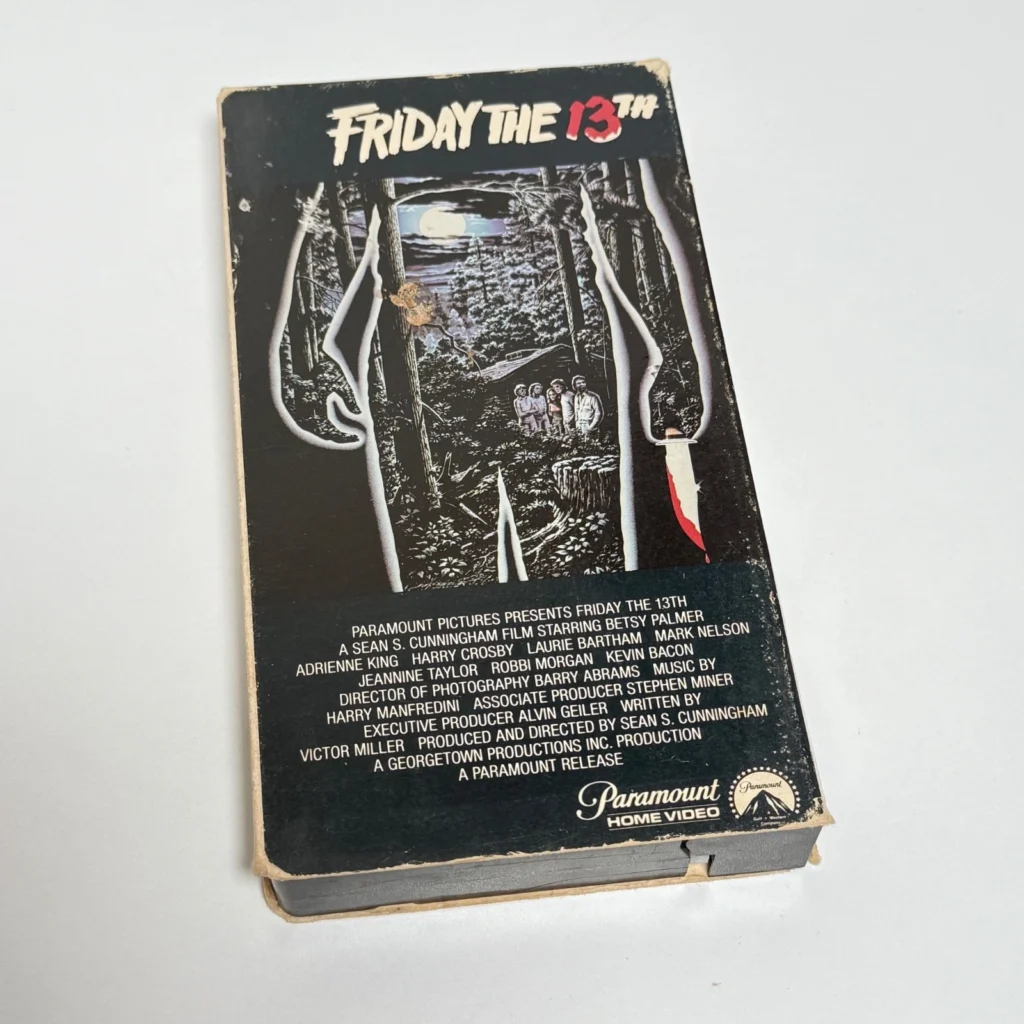 FRIDAY THE 13TH
PARAMOUNT PICTURES PRESENTS FRIDAY THE 13TH
A SEAN S. CUNNINGHAM FILM STARRING BETSY PALMER
ADRIENNE KING HARRY CROSBY LAURIE BARTHAM MARK NELSON
JEANNINE TAYLOR ROBBI MORGAN KEVIN BACON
DIRECTOR OF PHOTOGRAPHY BARRY ABRAMS MUSIC BY
HARRY MANFREDINI ASSOCIATE PRODUCER STEPHEN MINER
EXECUTIVE PRODUCER ALVIN GEILER WRITTEN BY
VICTOR MILLER PRODUCED AND DIRECTED BY SEAN S. CUNNINGHAM
A GEORGETOWN PRODUCTIONS INC. PRODUCTION
A PARAMOUNT RELEASE
Paramount
HOME VIDEO
Paramount
Gulf + Western
Company